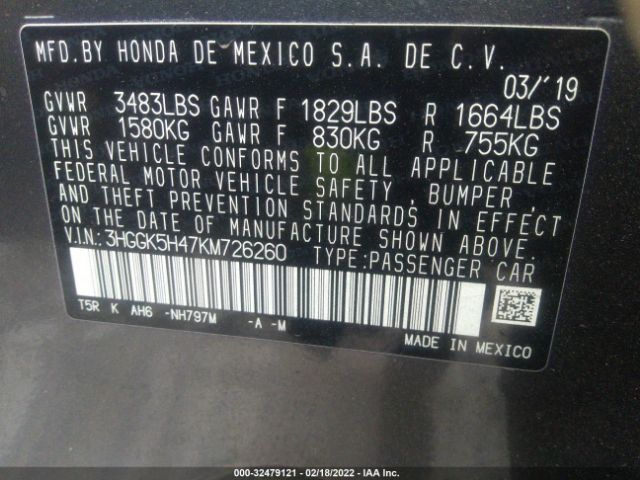 MFD.BY HONDA DE MEXICO S.A. DE C.V.
03/'19
GVWR 3483LBS GAWR F 1829LBS R 1664LBS
GVWR 1580KG GAWR F 830KG R 755KG
THIS VEHICLE CONFORMS TO ALL APPLICABLE
FEDERAL MOTOR VEHICLE SAFETY, BUMPER,
AND THEFT PREVENTION STANDARDS IN EFFECT
ON THE DATE OF MANUFACTURE SHOWN ABOVE.
V.I.N.:3HGGK5H47KM726260 TYPE:PASSENGER CAR
T5R K AH6 -NH797M -A -M
MADE IN MEXICO
000-32479121 - 02/18/2022 - IAA Inc.